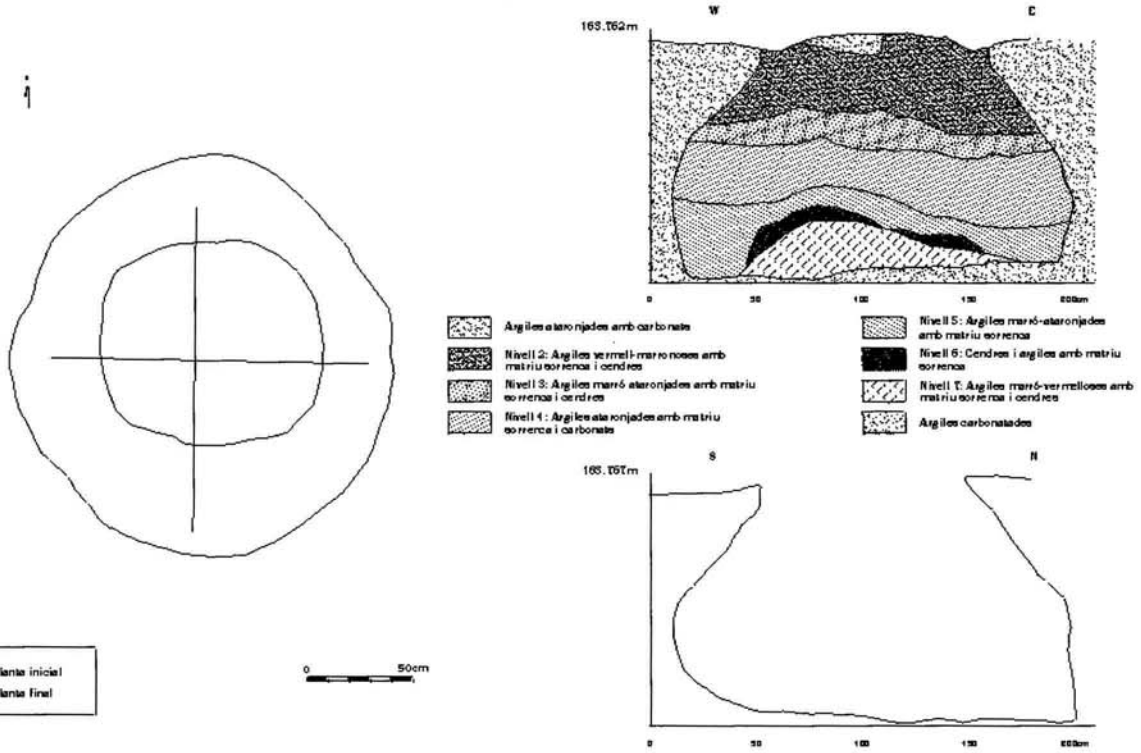 W E
163.762m
0 50 100 150 200cm
Argiles ataronjades amb carbonats
Nivell 2: Argiles vermell-marronoses amb
matriu sorrenca i cendres
Nivell 3: Argiles marró ataronjades amb matriu
sorrenca i cendres
Nivell 4: Argiles ataronjades amb matriu
sorrenca i carbonats
Nivell 5: Argiles marró-ataronjades
amb matriu sorrenca
Nivell 6: Cendres i argiles amb matriu
sorrenca
Nivell 7: Argiles marró-vermelloses amb
matriu sorrenca i cendres
Argiles carbonatades
S N
0 50 100 150 200cm
lanta inicial
lanta final
0 50cm